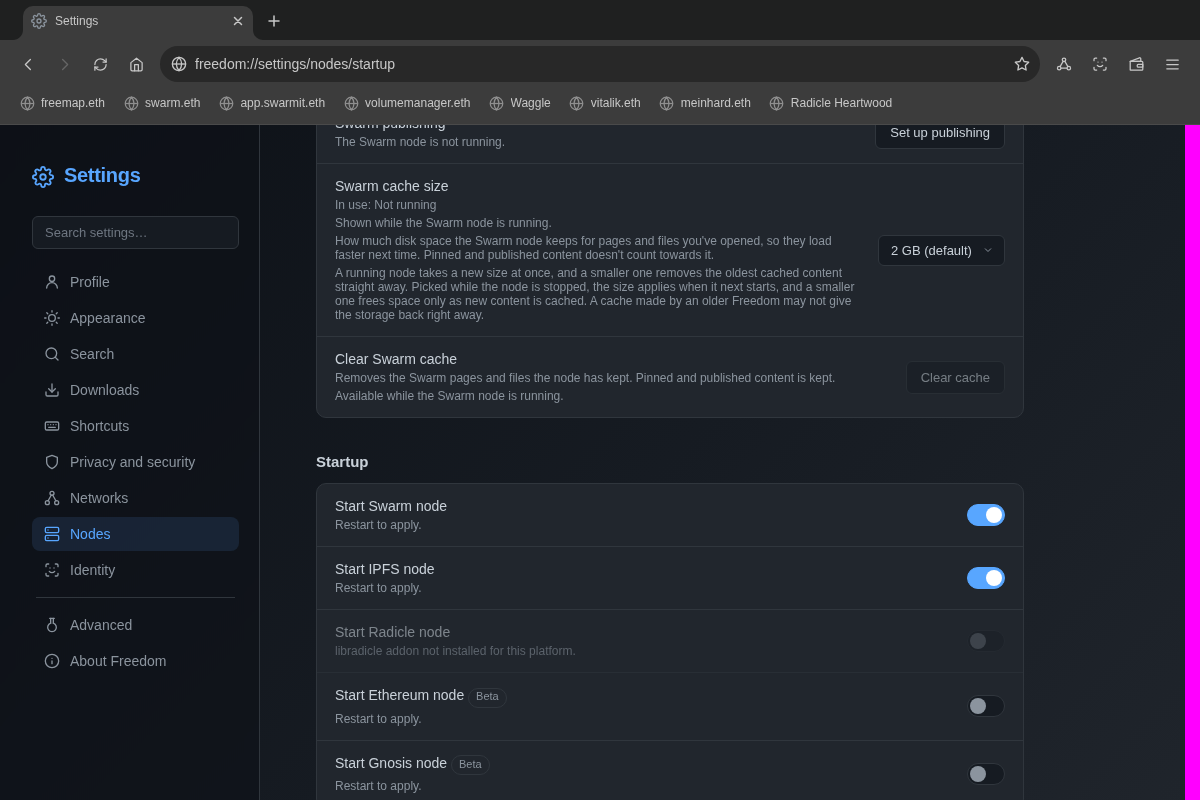 Settings
freedom://settings/nodes/startup
freemap.eth
swarm.eth
app.swarmit.eth
volumemanager.eth
Waggle
vitalik.eth
meinhard.eth
Radicle Heartwood
Settings
Search settings…
Profile
Appearance
Search
Downloads
Shortcuts
Privacy and security
Networks
Nodes
Identity
Advanced
About Freedom
Swarm publishing
The Swarm node is not running.
Set up publishing
Swarm cache size
In use: Not running
Shown while the Swarm node is running.
How much disk space the Swarm node keeps for pages and files you've opened, so they load
faster next time. Pinned and published content doesn't count towards it.
A running node takes a new size at once, and a smaller one removes the oldest cached content
straight away. Picked while the node is stopped, the size applies when it next starts, and a smaller
one frees space only as new content is cached. A cache made by an older Freedom may not give
the storage back right away.
2 GB (default)
Clear Swarm cache
Removes the Swarm pages and files the node has kept. Pinned and published content is kept.
Available while the Swarm node is running.
Clear cache
Startup
Start Swarm node
Restart to apply.
Start IPFS node
Restart to apply.
Start Radicle node
libradicle addon not installed for this platform.
Start Ethereum node Beta
Restart to apply.
Start Gnosis node Beta
Restart to apply.